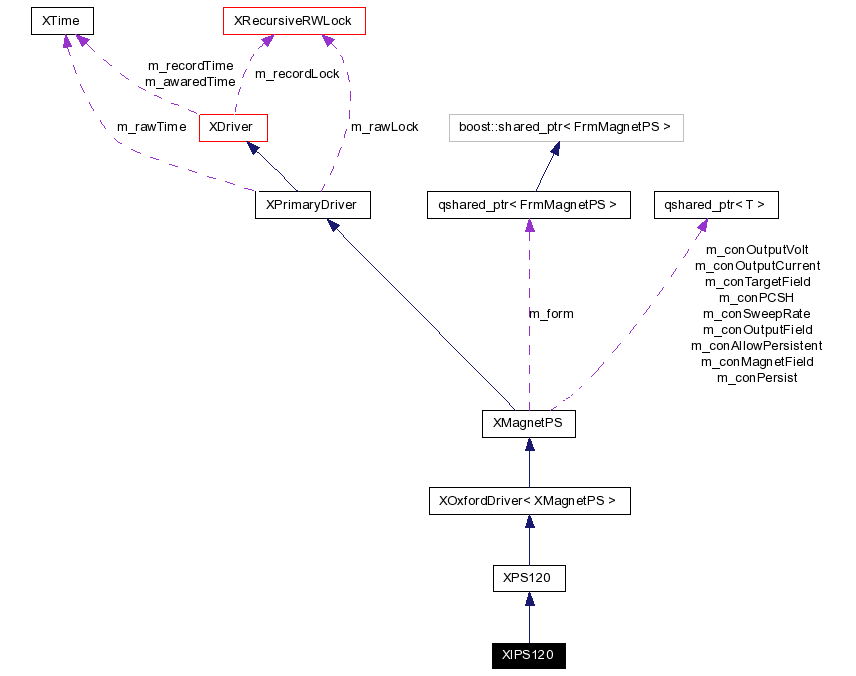 XTime
XRecursiveRWLock
m_recordTime
m_awaredTime
m_recordLock
m_rawTime
XDriver
m_rawLock
boost::shared_ptr< FrmMagnetPS >
XPrimaryDriver
qshared_ptr< FrmMagnetPS >
qshared_ptr< T >
m_conOutputVolt
m_conOutputCurrent
m_conTargetField
m_conPCSH
m_conSweepRate
m_conOutputField
m_conAllowPersistent
m_conMagnetField
m_conPersist
m_form
XMagnetPS
XOxfordDriver< XMagnetPS >
XPS120
XIPS120